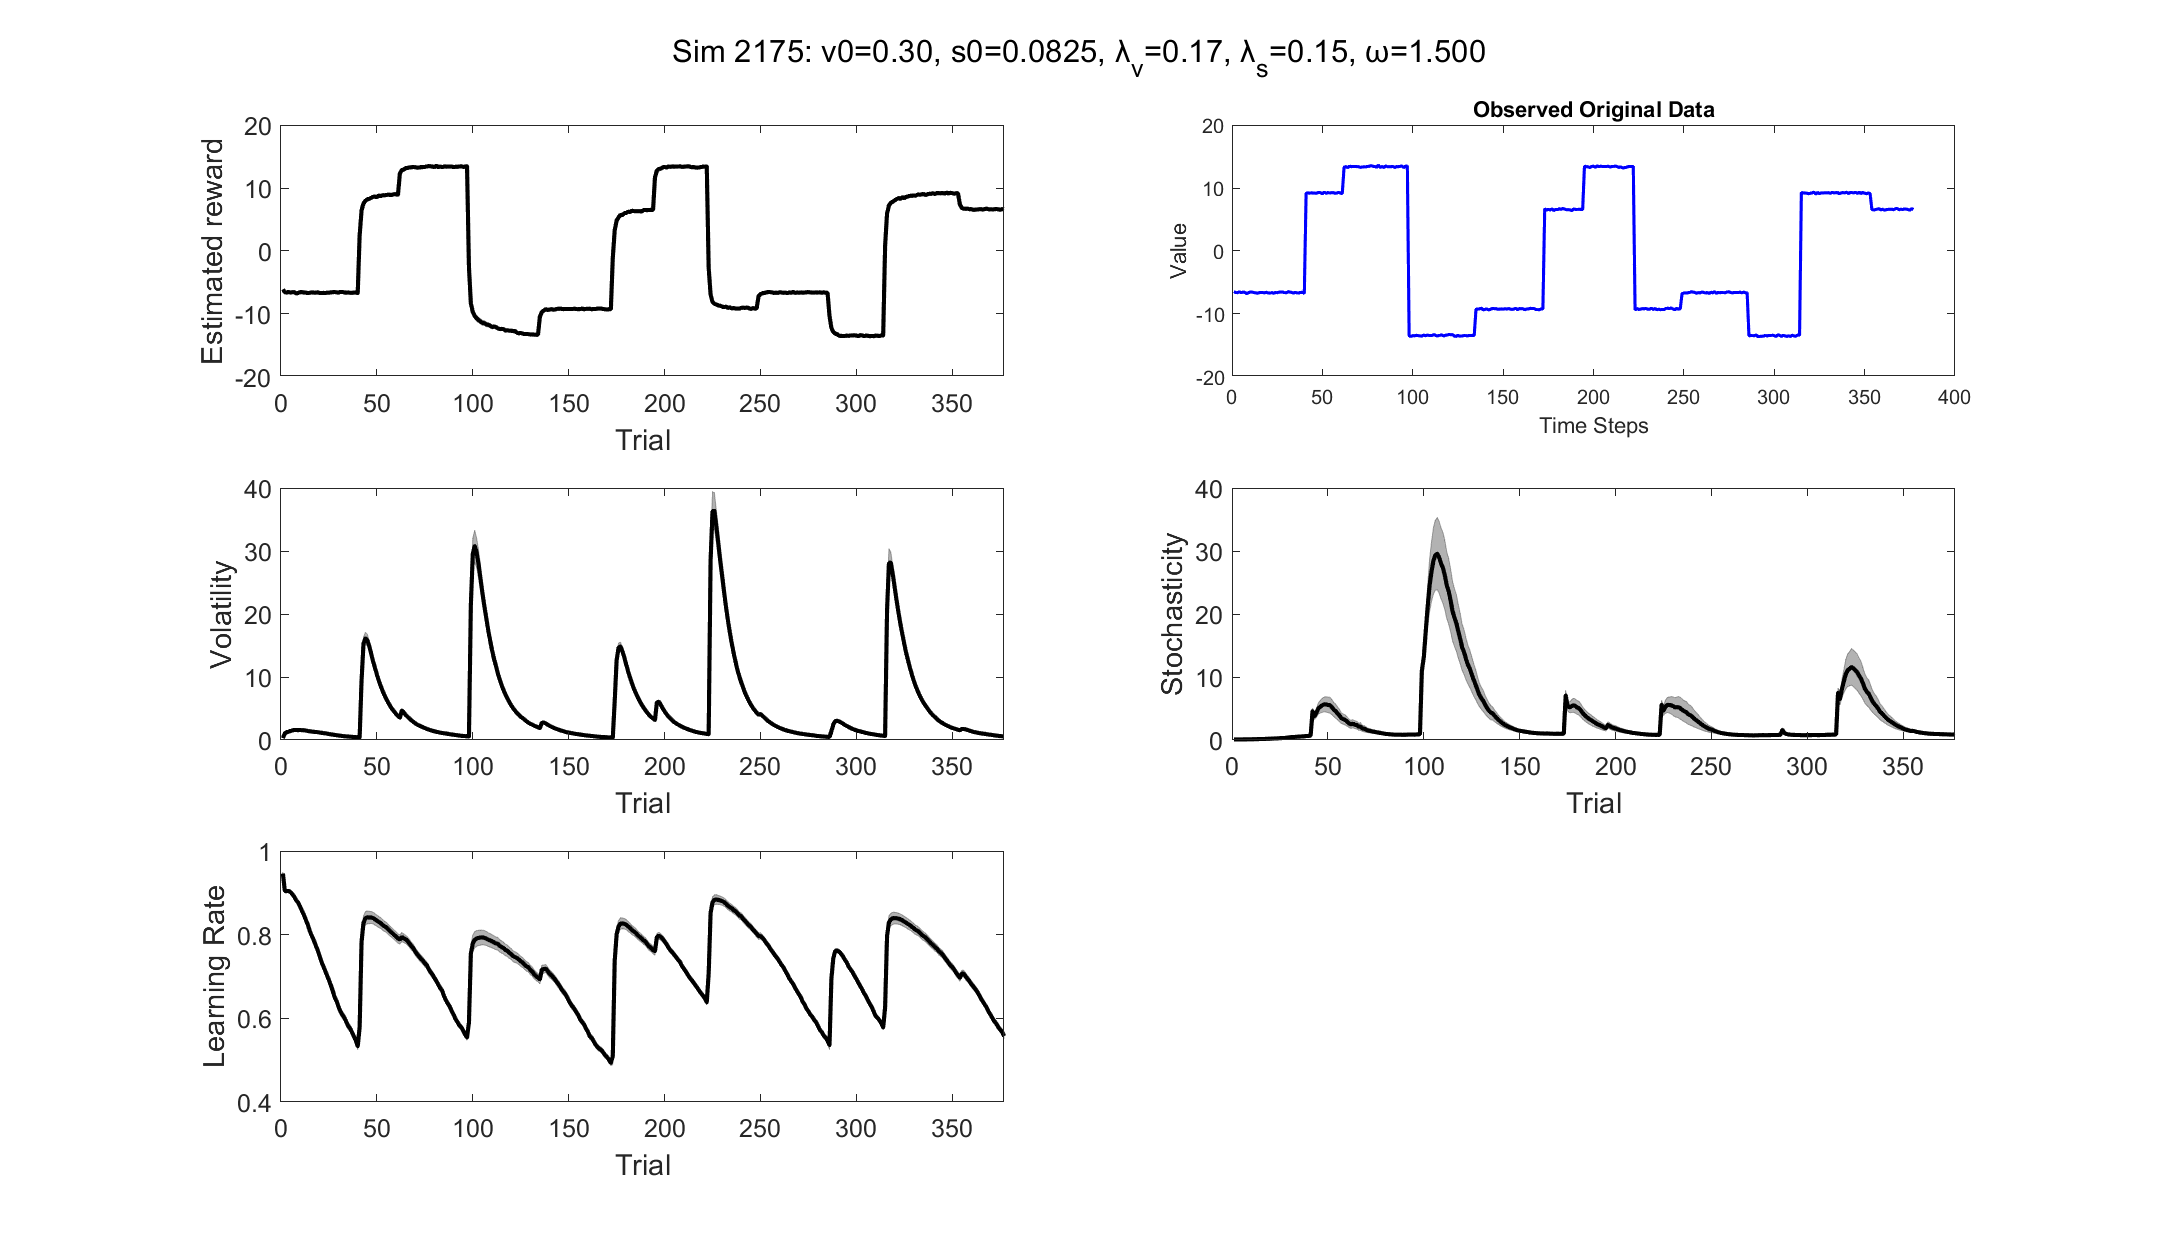 Sim 2175: v0=0.30, s0=0.0825, λ_v=0.17, λ_s=0.15, ω=1.500
Estimated reward
20
10
0
-10
-20
0 50 100 150 200 250 300 350
Trial
Observed Original Data
Value
20
10
0
-10
-20
0 50 100 150 200 250 300 350 400
Time Steps
Volatility
40
30
20
10
0
0 50 100 150 200 250 300 350
Trial
Stochasticity
40
30
20
10
0
0 50 100 150 200 250 300 350
Trial
Learning Rate
1
0.8
0.6
0.4
0 50 100 150 200 250 300 350
Trial